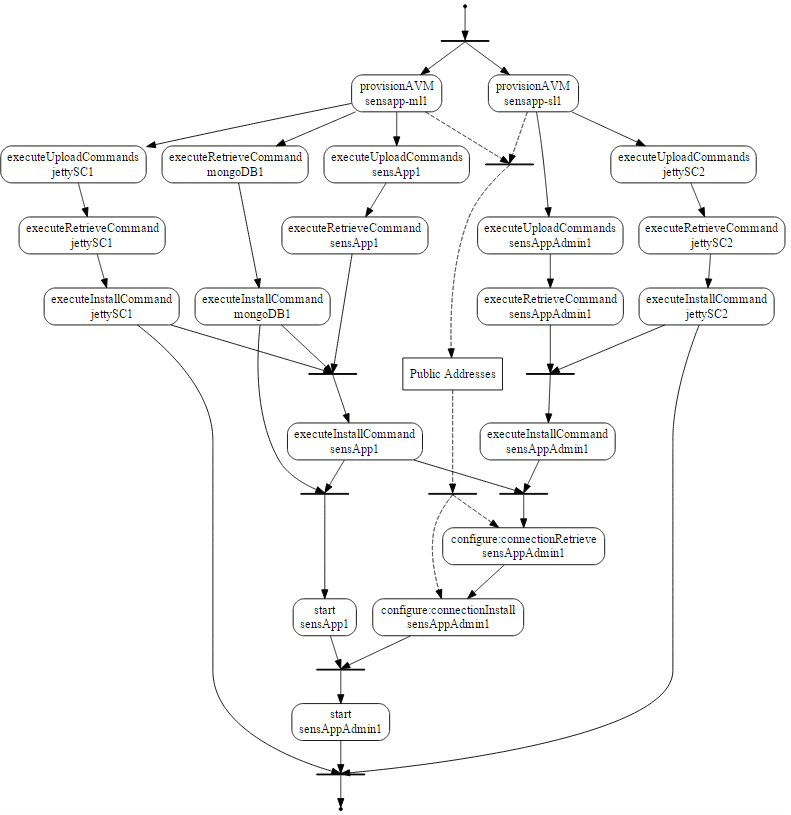 provisionAVM
sensapp-ml1
provisionAVM
sensapp-sl1
executeUploadCommands
jettySC1
executeRetrieveCommand
mongoDB1
executeUploadCommands
sensApp1
executeUploadCommands
jettySC2
executeRetrieveCommand
jettySC1
executeRetrieveCommand
sensApp1
executeUploadCommands
sensAppAdmin1
executeRetrieveCommand
jettySC2
executeInstallCommand
jettySC1
executeInstallCommand
mongoDB1
executeRetrieveCommand
sensAppAdmin1
executeInstallCommand
jettySC2
Public Addresses
executeInstallCommand
sensApp1
executeInstallCommand
sensAppAdmin1
configure:connectionRetrieve
sensAppAdmin1
start
sensApp1
configure:connectionInstall
sensAppAdmin1
start
sensAppAdmin1